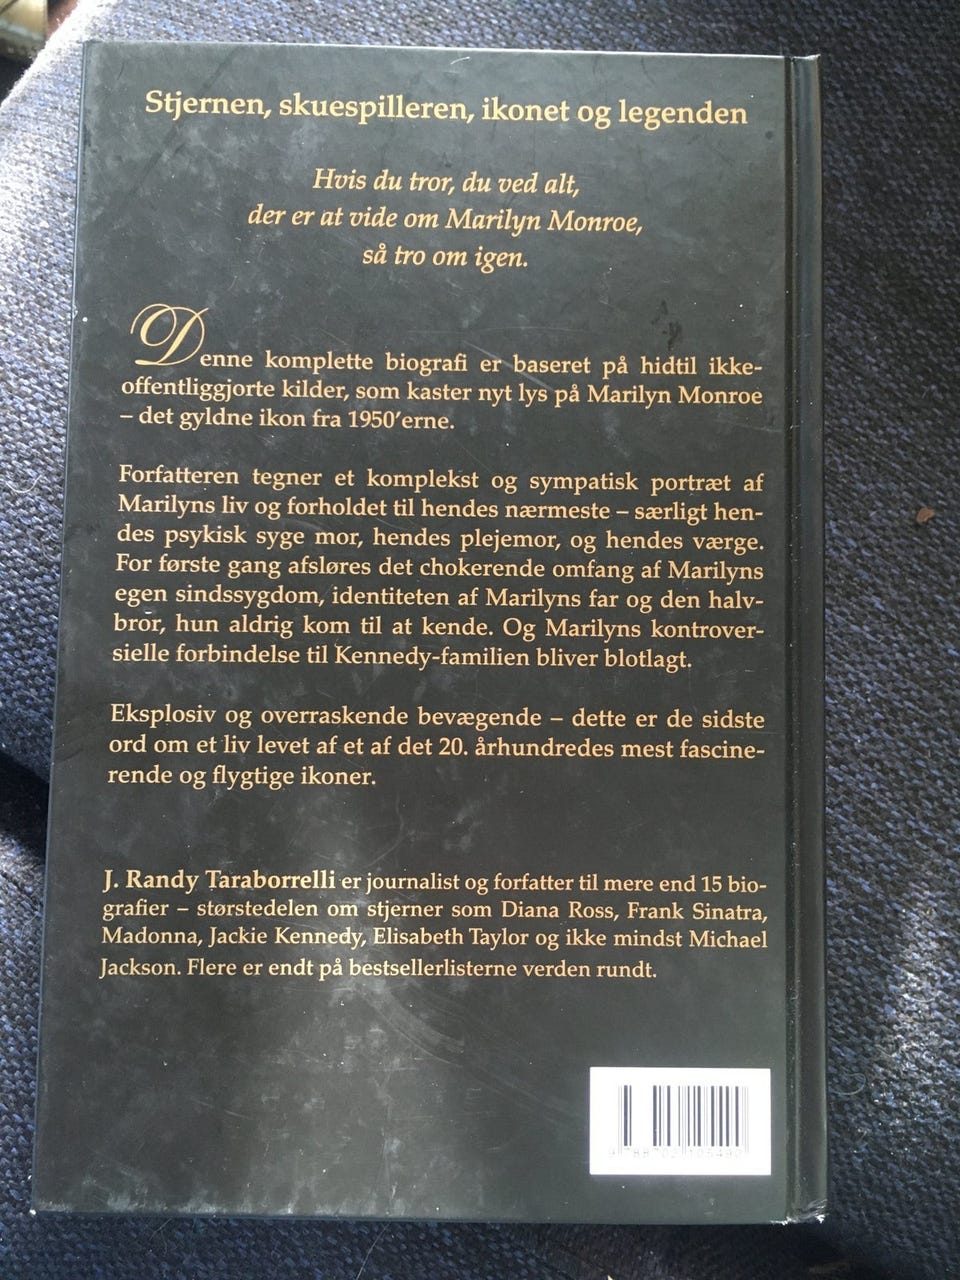 Stjernen, skuespilleren, ikonet og legenden
Hvis du tror, du ved alt,
der er at vide om Marilyn Monroe,
så tro om igen.
Denne komplette biografi er baseret på hidtil ikke-
offentliggjorte kilder, som kaster nyt lys på Marilyn Monroe
– det gyldne ikon fra 1950'erne.
Forfatteren tegner et komplekst og sympatisk portræt af
Marilyns liv og forholdet til hendes nærmeste – særligt hen-
des psykisk syge mor, hendes plejemor, og hendes værge.
For første gang afsløres det chokerende omfang af Marilyns
egen sindssygdom, identiteten af Marilyns far og den halv-
bror, hun aldrig kom til at kende. Og Marilyns kontrover-
sielle forbindelse til Kennedy-familien bliver blotlagt.
Eksplosiv og overraskende bevægende – dette er de sidste
ord om et liv levet af et af det 20. århundredes mest fascine-
rende og flygtige ikoner.
J. Randy Taraborrelli er journalist og forfatter til mere end 15 bio-
grafier – størstedelen om stjerner som Diana Ross, Frank Sinatra,
Madonna, Jackie Kennedy, Elisabeth Taylor og ikke mindst Michael
Jackson. Flere er endt på bestsellerlisterne verden rundt.
9 788702 105490